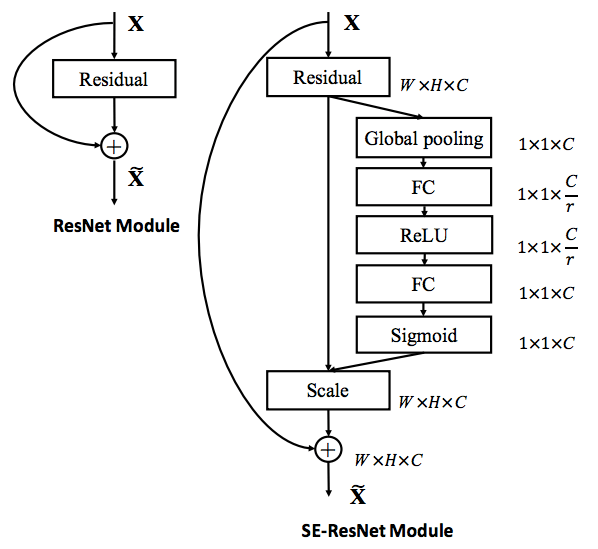 X
Residual
+
X̃
ResNet Module
X
Residual
W×H×C
Global pooling
1×1×C
FC
1×1×C/r
ReLU
1×1×C/r
FC
1×1×C
Sigmoid
1×1×C
Scale
W×H×C
+
W×H×C
X̃
SE-ResNet Module